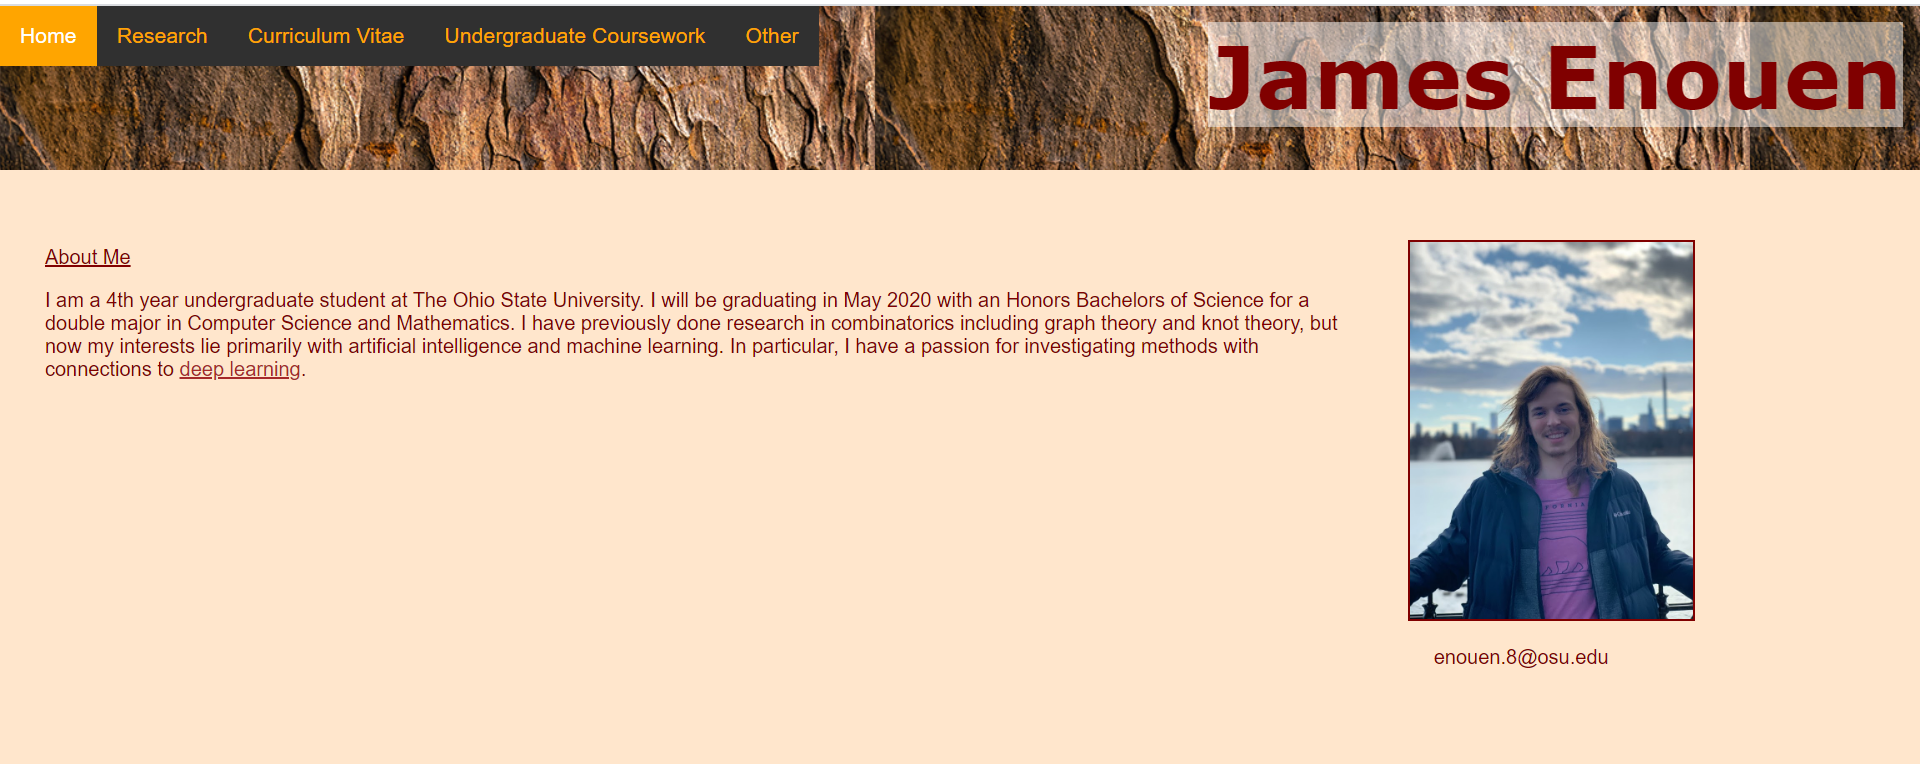 Home Research Curriculum Vitae Undergraduate Coursework Other
James Enouen
About Me
I am a 4th year undergraduate student at The Ohio State University. I will be graduating in May 2020 with an Honors Bachelors of Science for a
double major in Computer Science and Mathematics. I have previously done research in combinatorics including graph theory and knot theory, but
now my interests lie primarily with artificial intelligence and machine learning. In particular, I have a passion for investigating methods with
connections to deep learning.
Columbia
enouen.8@osu.edu